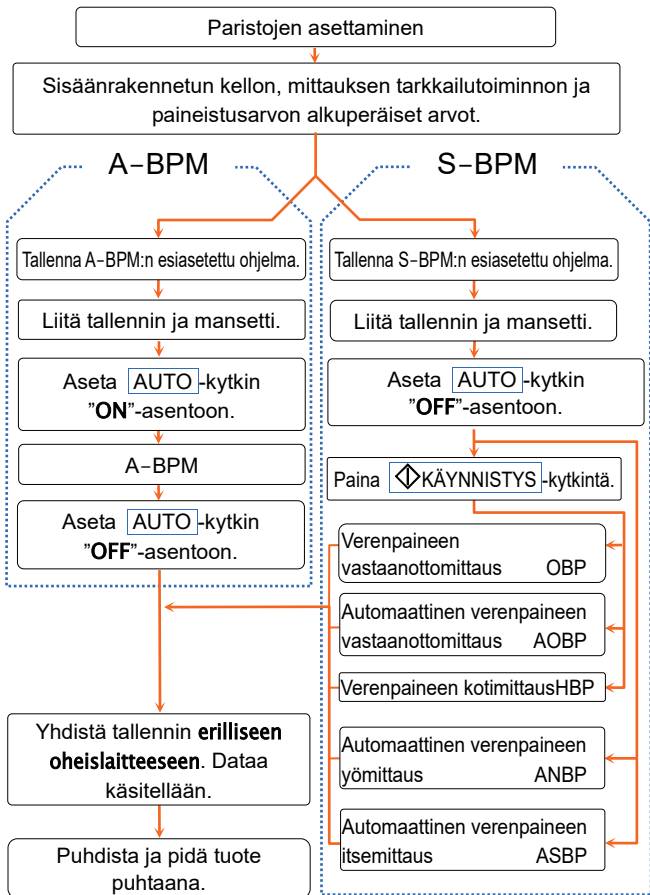 Paristojen asettaminen
Sisäänrakennetun kellon, mittauksen tarkkailutoiminnon ja
paineistusarvon alkuperäiset arvot.
A-BPM
Tallenna A-BPM:n esiasetettu ohjelma.
Liitä tallennin ja mansetti.
Aseta AUTO -kytkin
”ON”-asentoon.
A-BPM
Aseta AUTO -kytkin
”OFF”-asentoon.
S-BPM
Tallenna S-BPM:n esiasetettu ohjelma.
Liitä tallennin ja mansetti.
Aseta AUTO -kytkin
”OFF”-asentoon.
Paina KÄYNNISTYS -kytkintä.
Verenpaineen
vastaanottomittaus OBP
Automaattinen verenpaineen
vastaanottomittaus AOBP
Verenpaineen kotimittausHBP
Automaattinen verenpaineen
yömittaus ANBP
Automaattinen verenpaineen
itsemittaus ASBP
Yhdistä tallennin erilliseen
oheislaitteeseen. Dataa
käsitellään.
Puhdista ja pidä tuote
puhtaana.